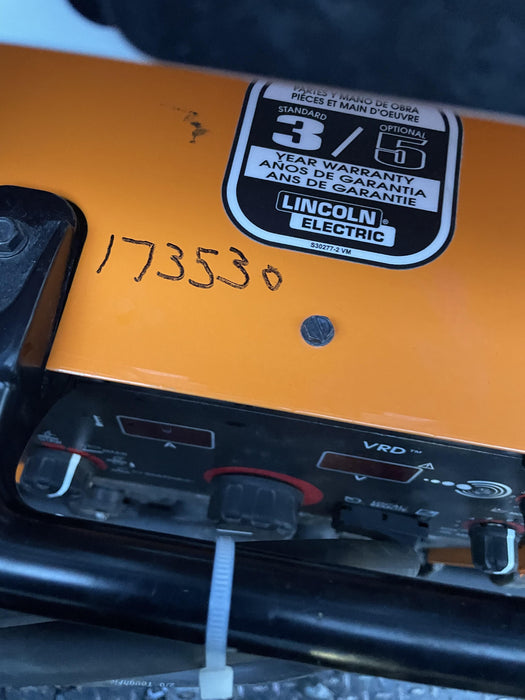 PARTES Y MANO DE OBRA
PIÈCES ET MAIN D'OEUVRE
STANDARD OPTIONAL
3 / 5
YEAR WARRANTY
AÑOS DE GARANTIA
ANS DE GARANTIE
LINCOLN ®
ELECTRIC
S30277-2 VM
173530
VRD™
V
A